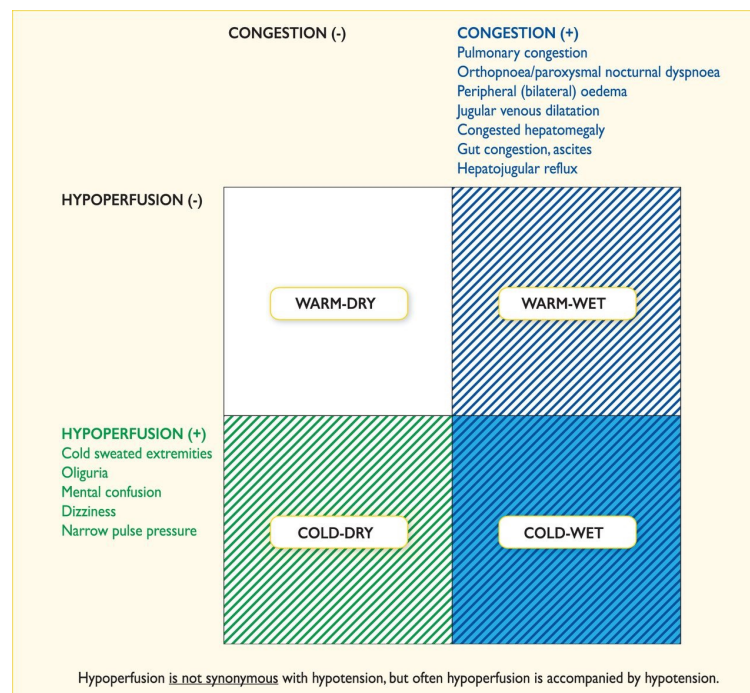 CONGESTION (-)
CONGESTION (+)
Pulmonary congestion
Orthopnoea/paroxysmal nocturnal dyspnoea
Peripheral (bilateral) oedema
Jugular venous dilatation
Congested hepatomegaly
Gut congestion, ascites
Hepatojugular reflux
HYPOPERFUSION (-)
WARM-DRY
WARM-WET
HYPOPERFUSION (+)
Cold sweated extremities
Oliguria
Mental confusion
Dizziness
Narrow pulse pressure
COLD-DRY
COLD-WET
Hypoperfusion is not synonymous with hypotension, but often hypoperfusion is accompanied by hypotension.